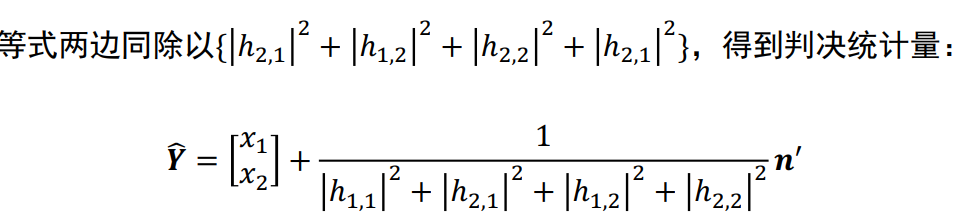 等式两边同除以{|h₂,₁|² + |h₁,₂|² + |h₂,₂|² + |h₂,₁|²}，得到判决统计量：
Ŷ = [x₁ x₂] + 1 / (|h₁,₁|² + |h₂,₁|² + |h₁,₂|² + |h₂,₂|²) n′